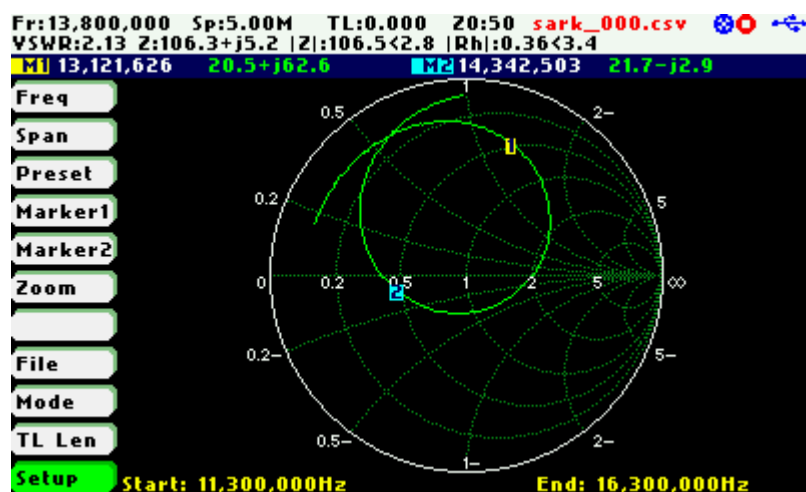 Fr:13,800,000 Sp:5.00M TL:0.000 Z0:50 sark_000.csv
VSWR:2.13 Z:106.3+j5.2 |Z|:106.5<2.8 |Rh|:0.36<3.4
M1 13,121,626 20.5+j62.6 M2 14,342,503 21.7-j2.9
Freq
Span
Preset
Marker1
Marker2
Zoom
File
Mode
TL Len
Setup
1
0.5 2-
1
0.2 5
0 0.2 0.5 1 2 5 ∞
2
0.2- 5-
0.5- 2-
1-
Start: 11,300,000Hz End: 16,300,000Hz